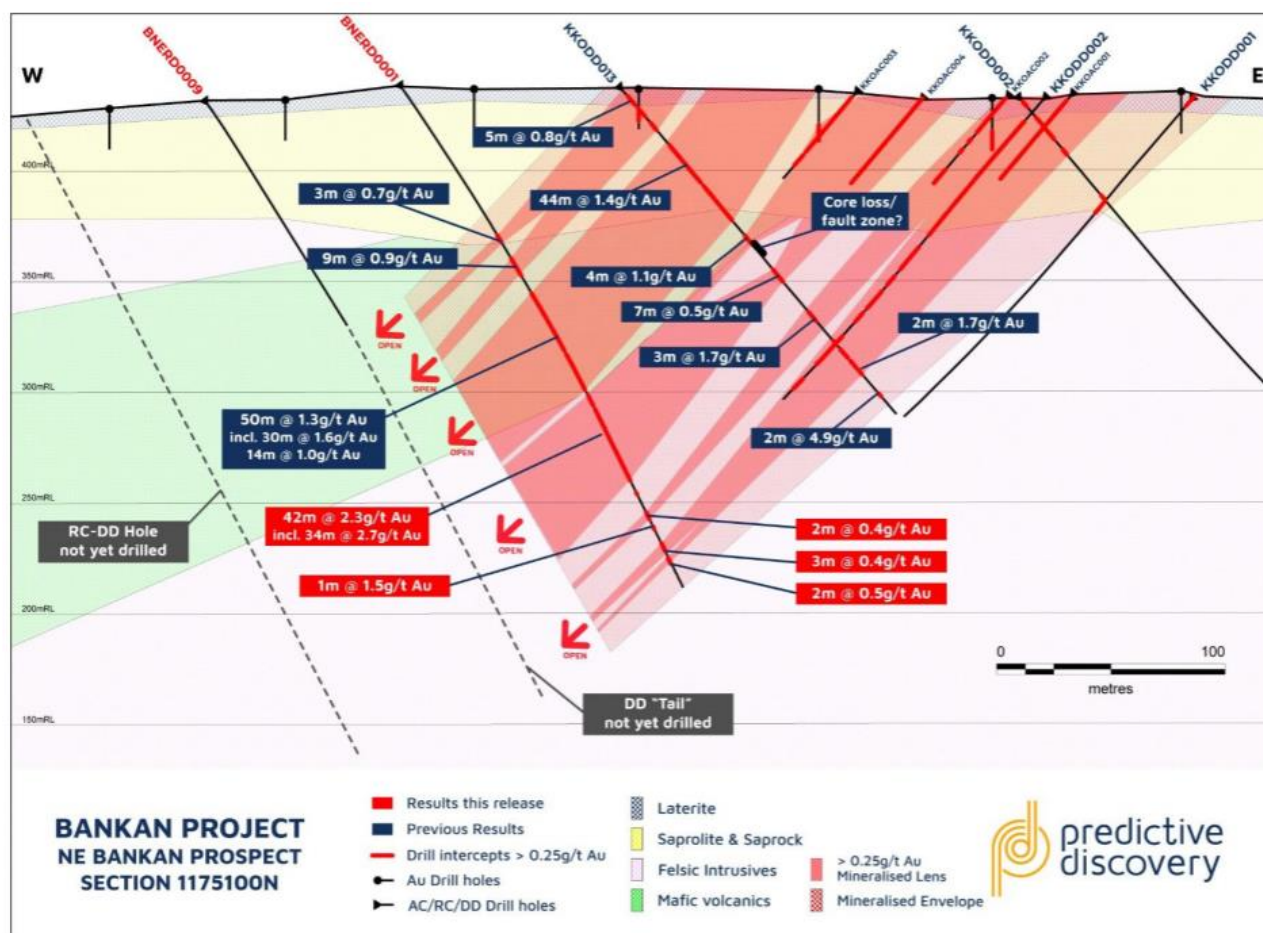 W
BNERD0009
BNERD0001
KKODD013
KKOAC003
KKOAC004
KKODD002
KKOAC002
KKODD002
KKOAC001
KKODD001
E
5m @ 0.8g/t Au
400mRL
3m @ 0.7g/t Au
44m @ 1.4g/t Au
Core loss/
fault zone?
9m @ 0.9g/t Au
4m @ 1.1g/t Au
350mRL
7m @ 0.5g/t Au
2m @ 1.7g/t Au
OPEN
3m @ 1.7g/t Au
OPEN
300mRL
50m @ 1.3g/t Au
incl. 30m @ 1.6g/t Au
14m @ 1.0g/t Au
2m @ 4.9g/t Au
OPEN
250mRL
RC-DD Hole
not yet drilled
42m @ 2.3g/t Au
incl. 34m @ 2.7g/t Au
2m @ 0.4g/t Au
OPEN
3m @ 0.4g/t Au
1m @ 1.5g/t Au
2m @ 0.5g/t Au
200mRL
OPEN
0
100
metres
DD "Tail"
not yet drilled
150mRL
BANKAN PROJECT
NE BANKAN PROSPECT
SECTION 1175100N
Results this release
Previous Results
Drill intercepts > 0.25g/t Au
Au Drill holes
AC/RC/DD Drill holes
Laterite
Saprolite & Saprock
Felsic Intrusives
Mafic volcanics
> 0.25g/t Au
Mineralised Lens
Mineralised Envelope
predictive
discovery